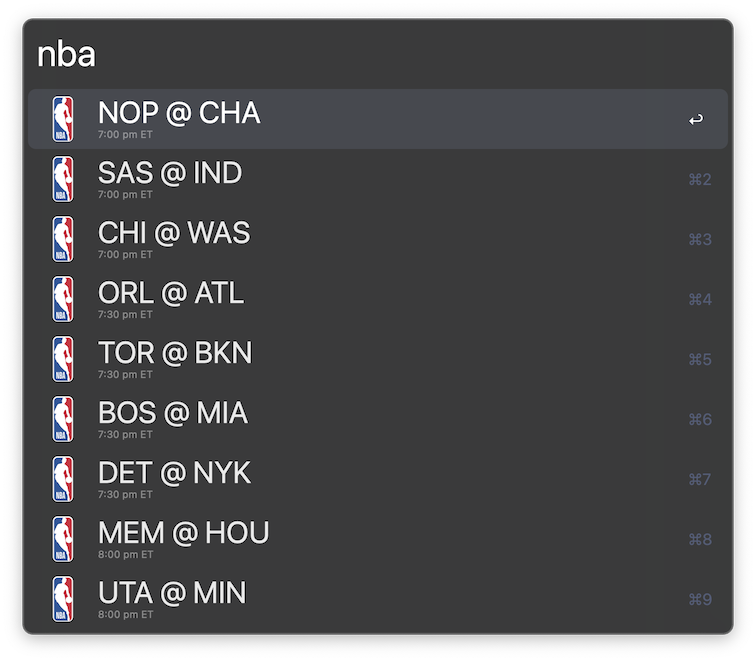 nba
NBA NOP @ CHA ↩
7:00 pm ET
NBA SAS @ IND ⌘2
7:00 pm ET
NBA CHI @ WAS ⌘3
7:00 pm ET
NBA ORL @ ATL ⌘4
7:30 pm ET
NBA TOR @ BKN ⌘5
7:30 pm ET
NBA BOS @ MIA ⌘6
7:30 pm ET
NBA DET @ NYK ⌘7
7:30 pm ET
NBA MEM @ HOU ⌘8
8:00 pm ET
NBA UTA @ MIN ⌘9
8:00 pm ET